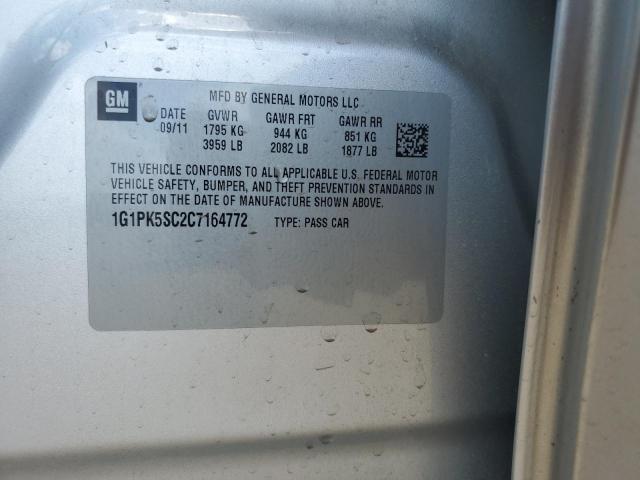 GM
MFD BY GENERAL MOTORS LLC
DATE GVWR GAWR FRT GAWR RR
09/11 1795 KG 944 KG 851 KG
3959 LB 2082 LB 1877 LB
THIS VEHICLE CONFORMS TO ALL APPLICABLE U.S. FEDERAL MOTOR
VEHICLE SAFETY, BUMPER, AND THEFT PREVENTION STANDARDS IN
EFFECT ON THE DATE OF MANUFACTURE SHOWN ABOVE.
1G1PK5SC2C7164772 TYPE: PASS CAR